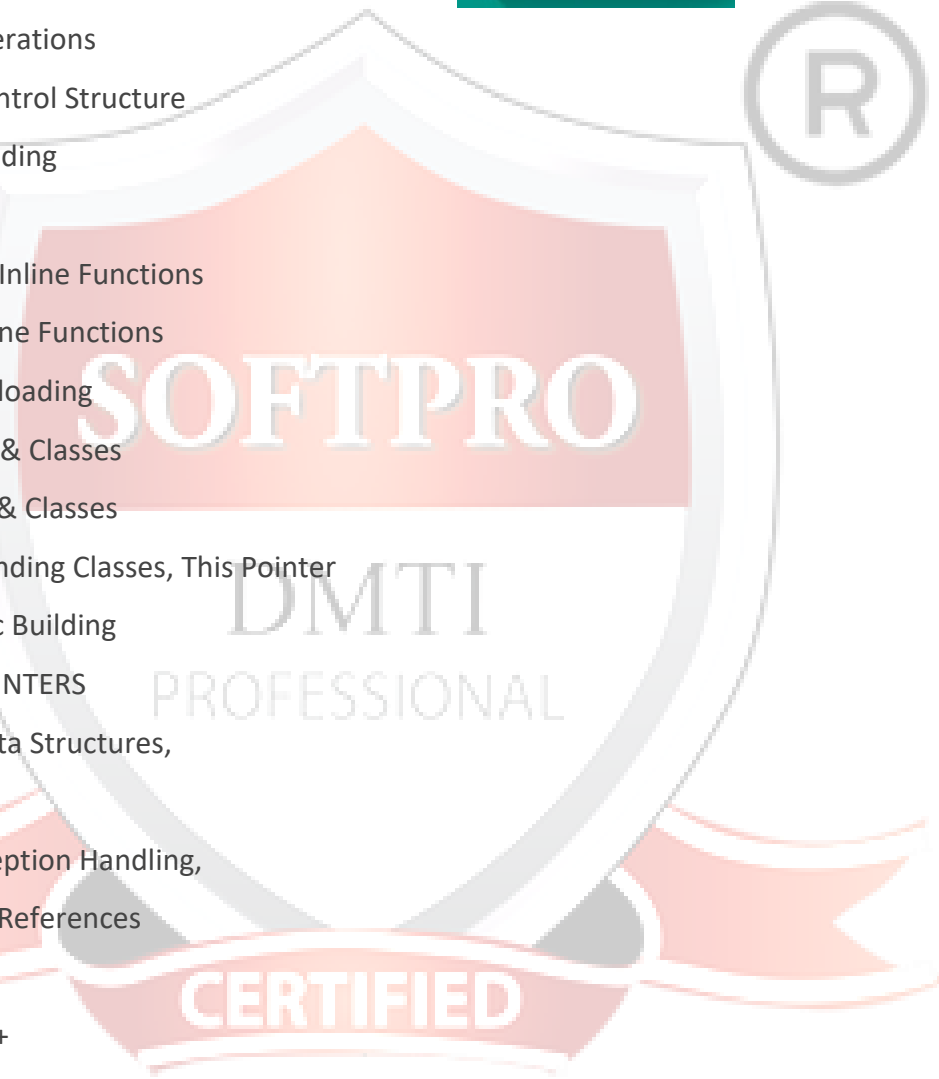 erations
ntrol Structure
ding
®
Inline Functions
ne Functions
loading
& Classes
& Classes
nding Classes, This Pointer
c Building
NTERS
ta Structures,
eption Handling,
References
+
SOFTPRO
DMTI
PROFESSIONAL
CERTIFIED